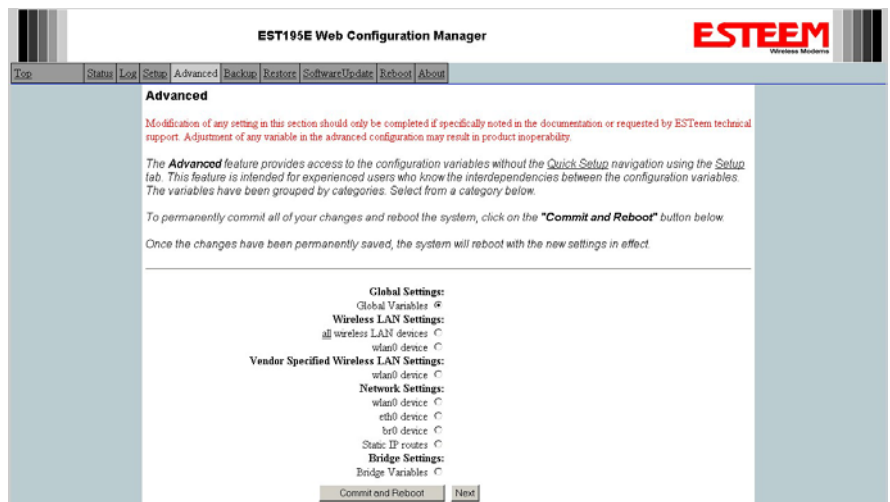 EST195E Web Configuration Manager
ESTEEM
Wireless Modems
Top Status Log Setup Advanced Backup Restore SoftwareUpdate Reboot About
Advanced
Modification of any setting in this section should only be completed if specifically noted in the documentation or requested by ESTeem technical
support. Adjustment of any variable in the advanced configuration may result in product inoperability.
The Advanced feature provides access to the configuration variables without the Quick Setup navigation using the Setup
tab. This feature is intended for experienced users who know the interdependencies between the configuration variables.
The variables have been grouped by categories. Select from a category below.
To permanently commit all of your changes and reboot the system, click on the "Commit and Reboot" button below.
Once the changes have been permanently saved, the system will reboot with the new settings in effect.
Global Settings:
Global Variables
Wireless LAN Settings:
all wireless LAN devices
wlan0 device
Vendor Specified Wireless LAN Settings:
wlan0 device
Network Settings:
wlan0 device
eth0 device
br0 device
Static IP routes
Bridge Settings:
Bridge Variables
Commit and Reboot Next